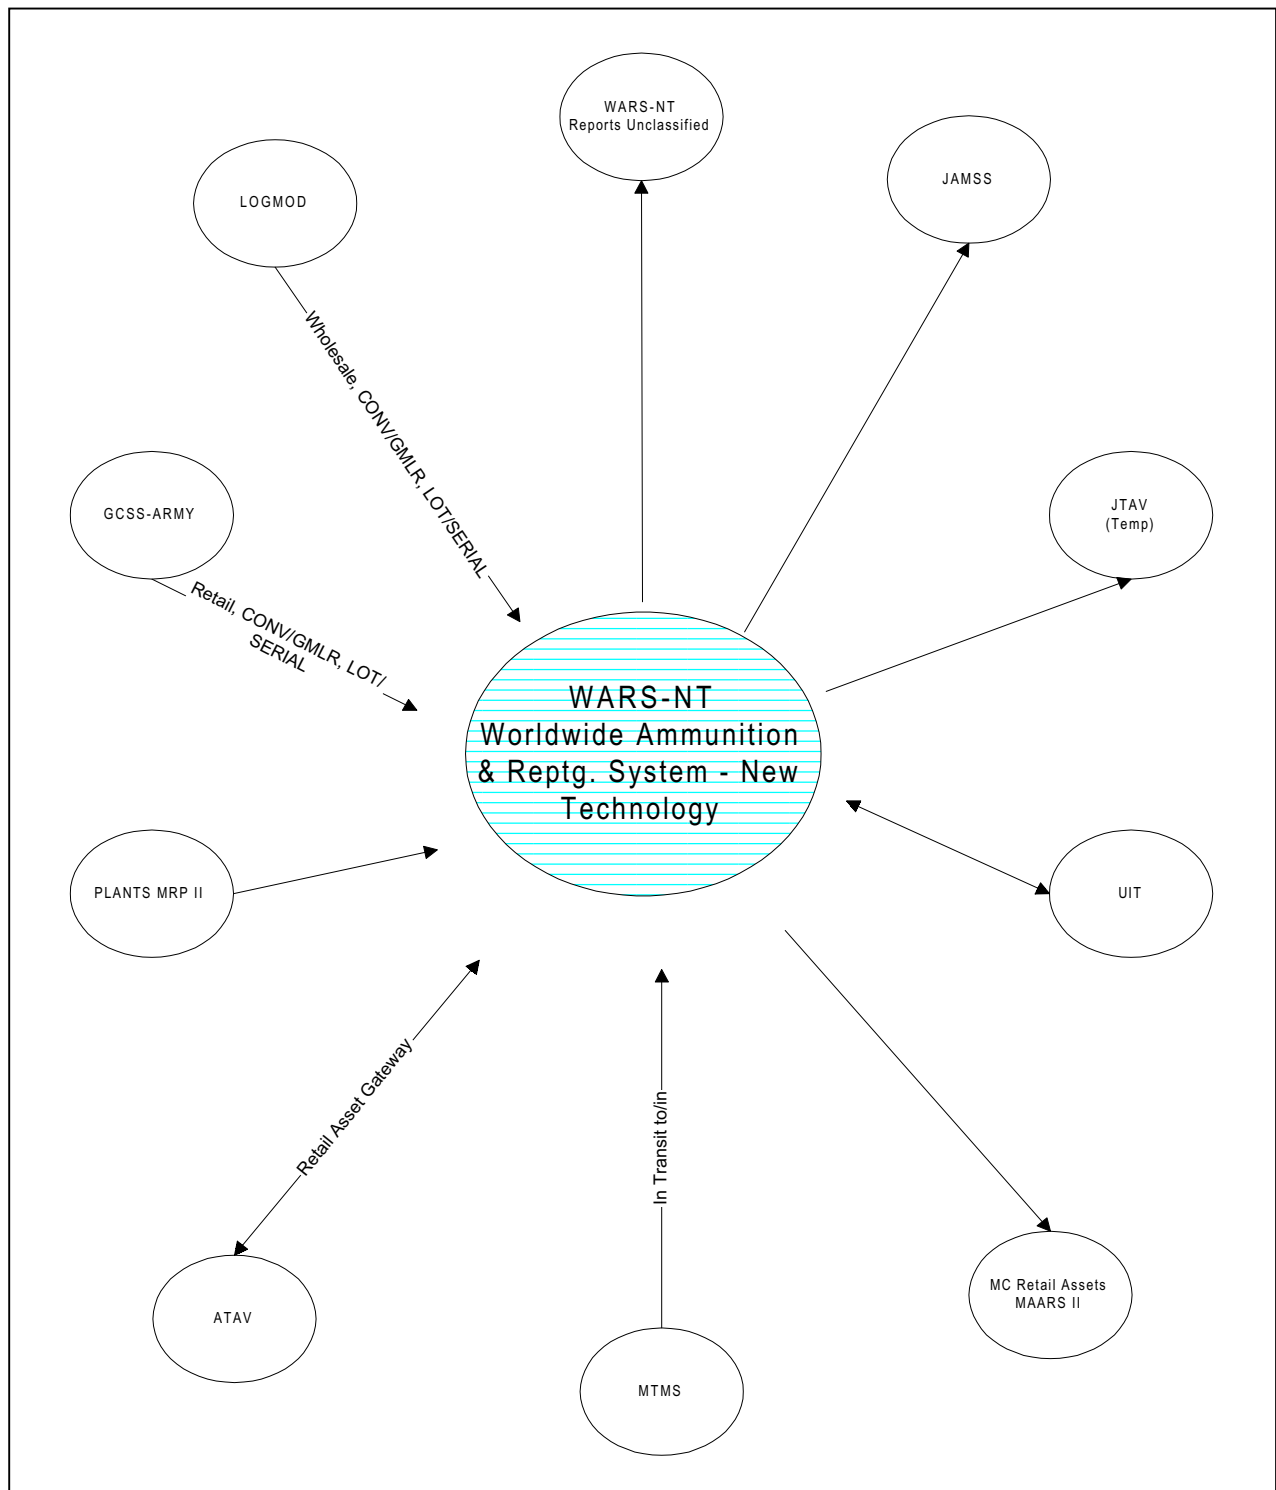 WARS-NT
Reports Unclassified
JAMSS
LOGMOD
Wholesale, CONV/GMLR, LOT/SERIAL
GCSS-ARMY
Retail, CONV/GMLR, LOT/
SERIAL
JTAV
(Temp)
WARS-NT
Worldwide Ammunition
& Reptg. System - New
Technology
PLANTS MRP II
UIT
Retail Asset Gateway
In Transit to/in
ATAV
MTMS
MC Retail Assets
MAARS II